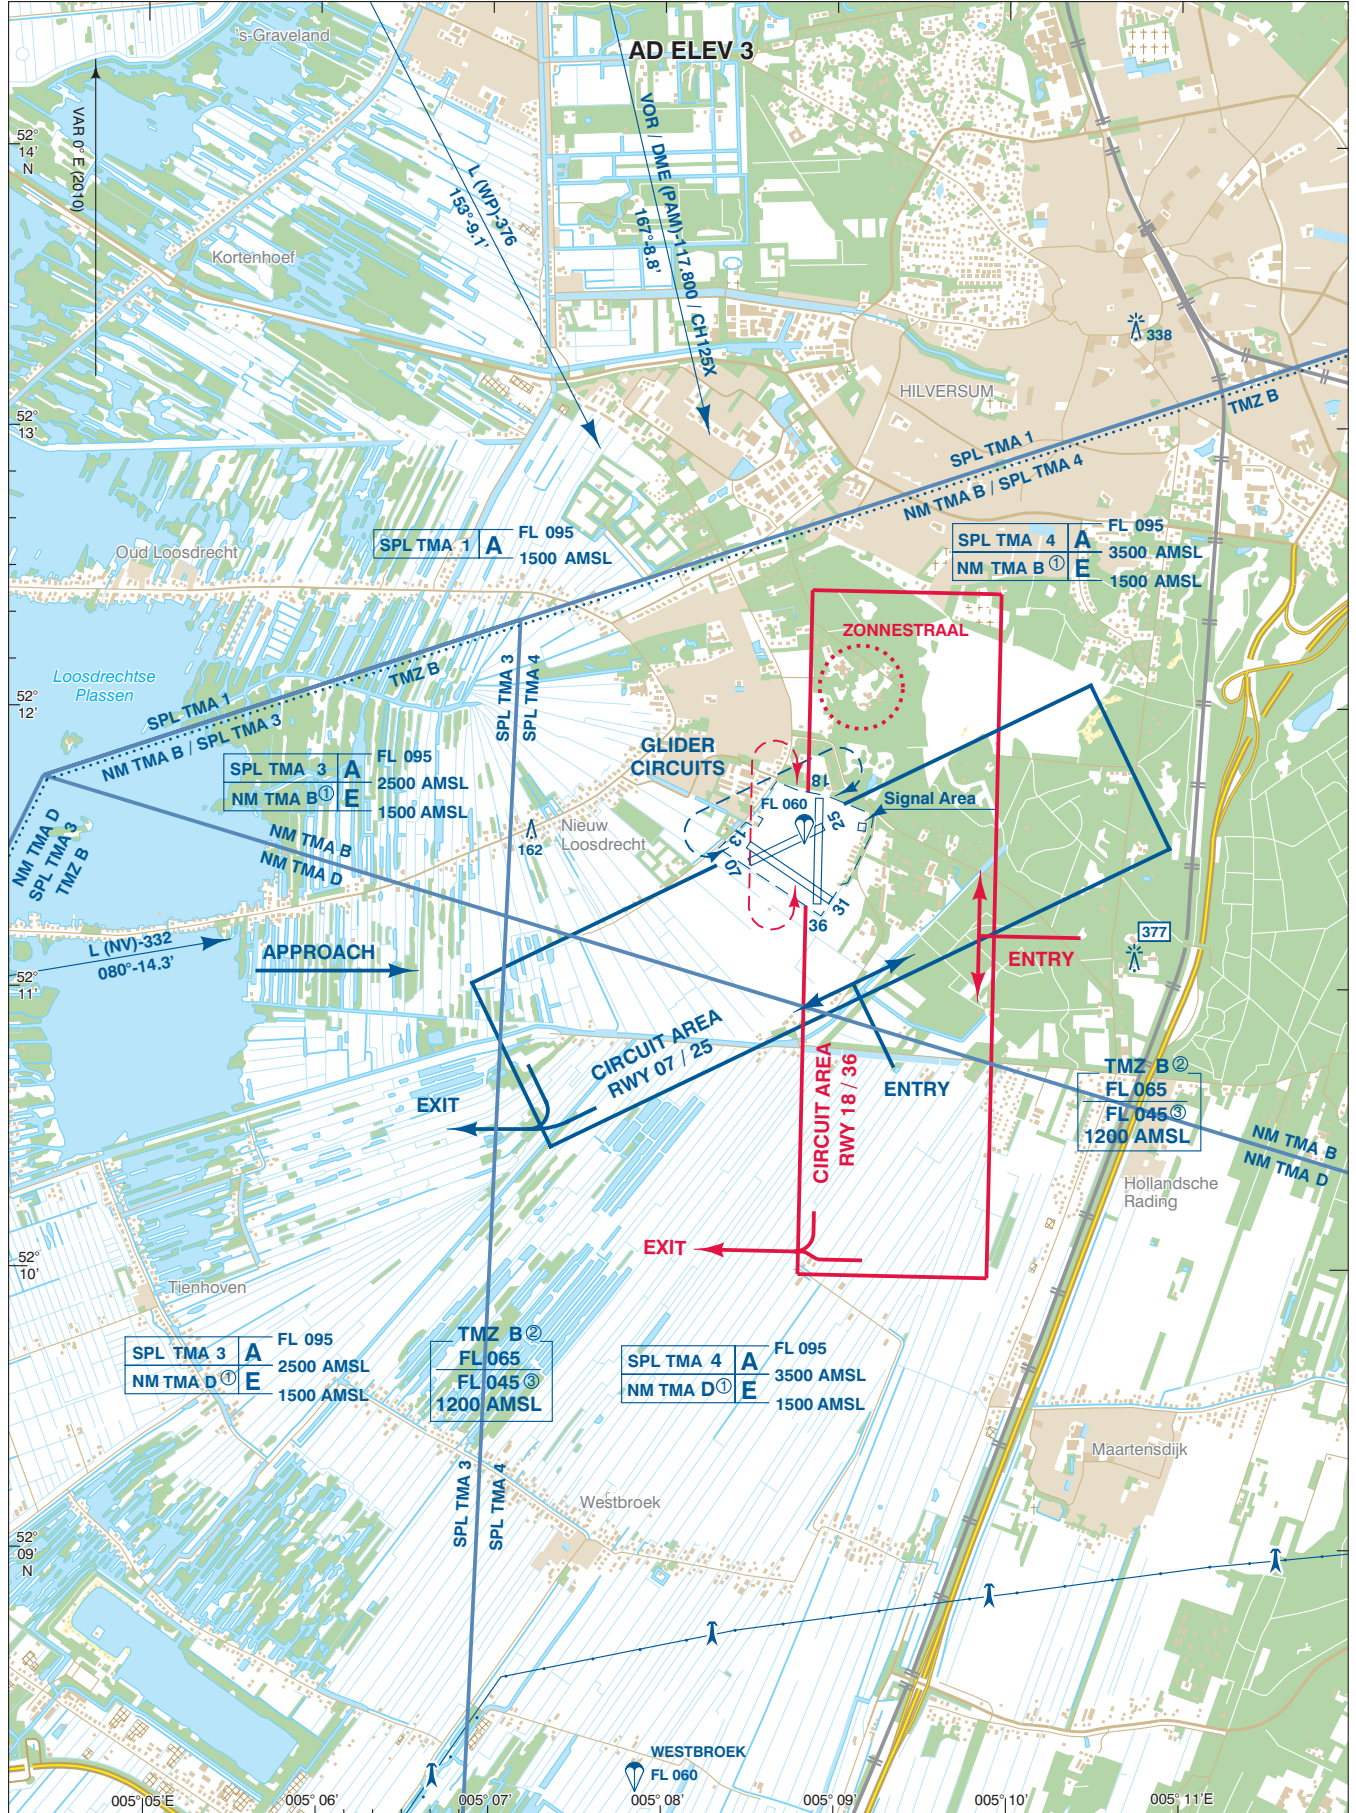 's-Graveland
AD ELEV 3
52°
14'
N
VAR 0° E (2010)
L (WP)-376
153°-9.1'
VOR / DME (PAM)-117.800 / CH125X
167°-8.8'
Kortenhoef
338
HILVERSUM
52°
13'
TMZ B
SPL TMA 1
NM TMA B / SPL TMA 4
SPL TMA 1 A FL 095
1500 AMSL
SPL TMA 4 A FL 095
3500 AMSL
NM TMA B ① E
1500 AMSL
Oud Loosdrecht
ZONNESTRAAL
Loosdrechtse
Plassen
52°
12'
SPL TMA 1
NM TMA B / SPL TMA 3
TMZ B
SPL TMA 3
SPL TMA 4
GLIDER
CIRCUITS
SPL TMA 3 A FL 095
2500 AMSL
NM TMA B ① E
1500 AMSL
18
FL 060
25
Signal Area
13
07
31
36
NM TMA D
SPL TMA 3
TMZ B
NM TMA B
NM TMA D
162
Nieuw
Loosdrecht
L (NV)-332
080°-14.3'
APPROACH
377
ENTRY
52°
11'
CIRCUIT AREA
RWY 07 / 25
EXIT
CIRCUIT AREA
RWY 18 / 36
ENTRY
TMZ B ②
FL 065
FL 045 ③
1200 AMSL
NM TMA B
NM TMA D
Hollandsche
Rading
EXIT
52°
10'
Tienhoven
SPL TMA 3 A FL 095
2500 AMSL
NM TMA D ① E
1500 AMSL
TMZ B ②
FL 065
FL 045 ③
1200 AMSL
SPL TMA 4 A FL 095
3500 AMSL
NM TMA D ① E
1500 AMSL
Maartensdijk
SPL TMA 3
SPL TMA 4
Westbroek
52°
09'
N
WESTBROEK
FL 060
005° 05'E
005° 06'
005° 07'
005° 08'
005° 09'
005° 10'
005° 11'E